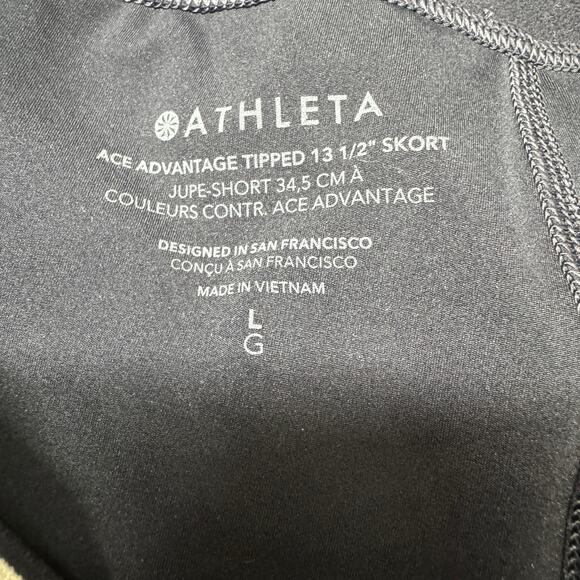 ATHLETA
ACE ADVANTAGE TIPPED 13 1/2" SKORT
JUPE-SHORT 34,5 CM À
COULEURS CONTR. ACE ADVANTAGE
DESIGNED IN SAN FRANCISCO
CONÇU À SAN FRANCISCO
MADE IN VIETNAM
L
G